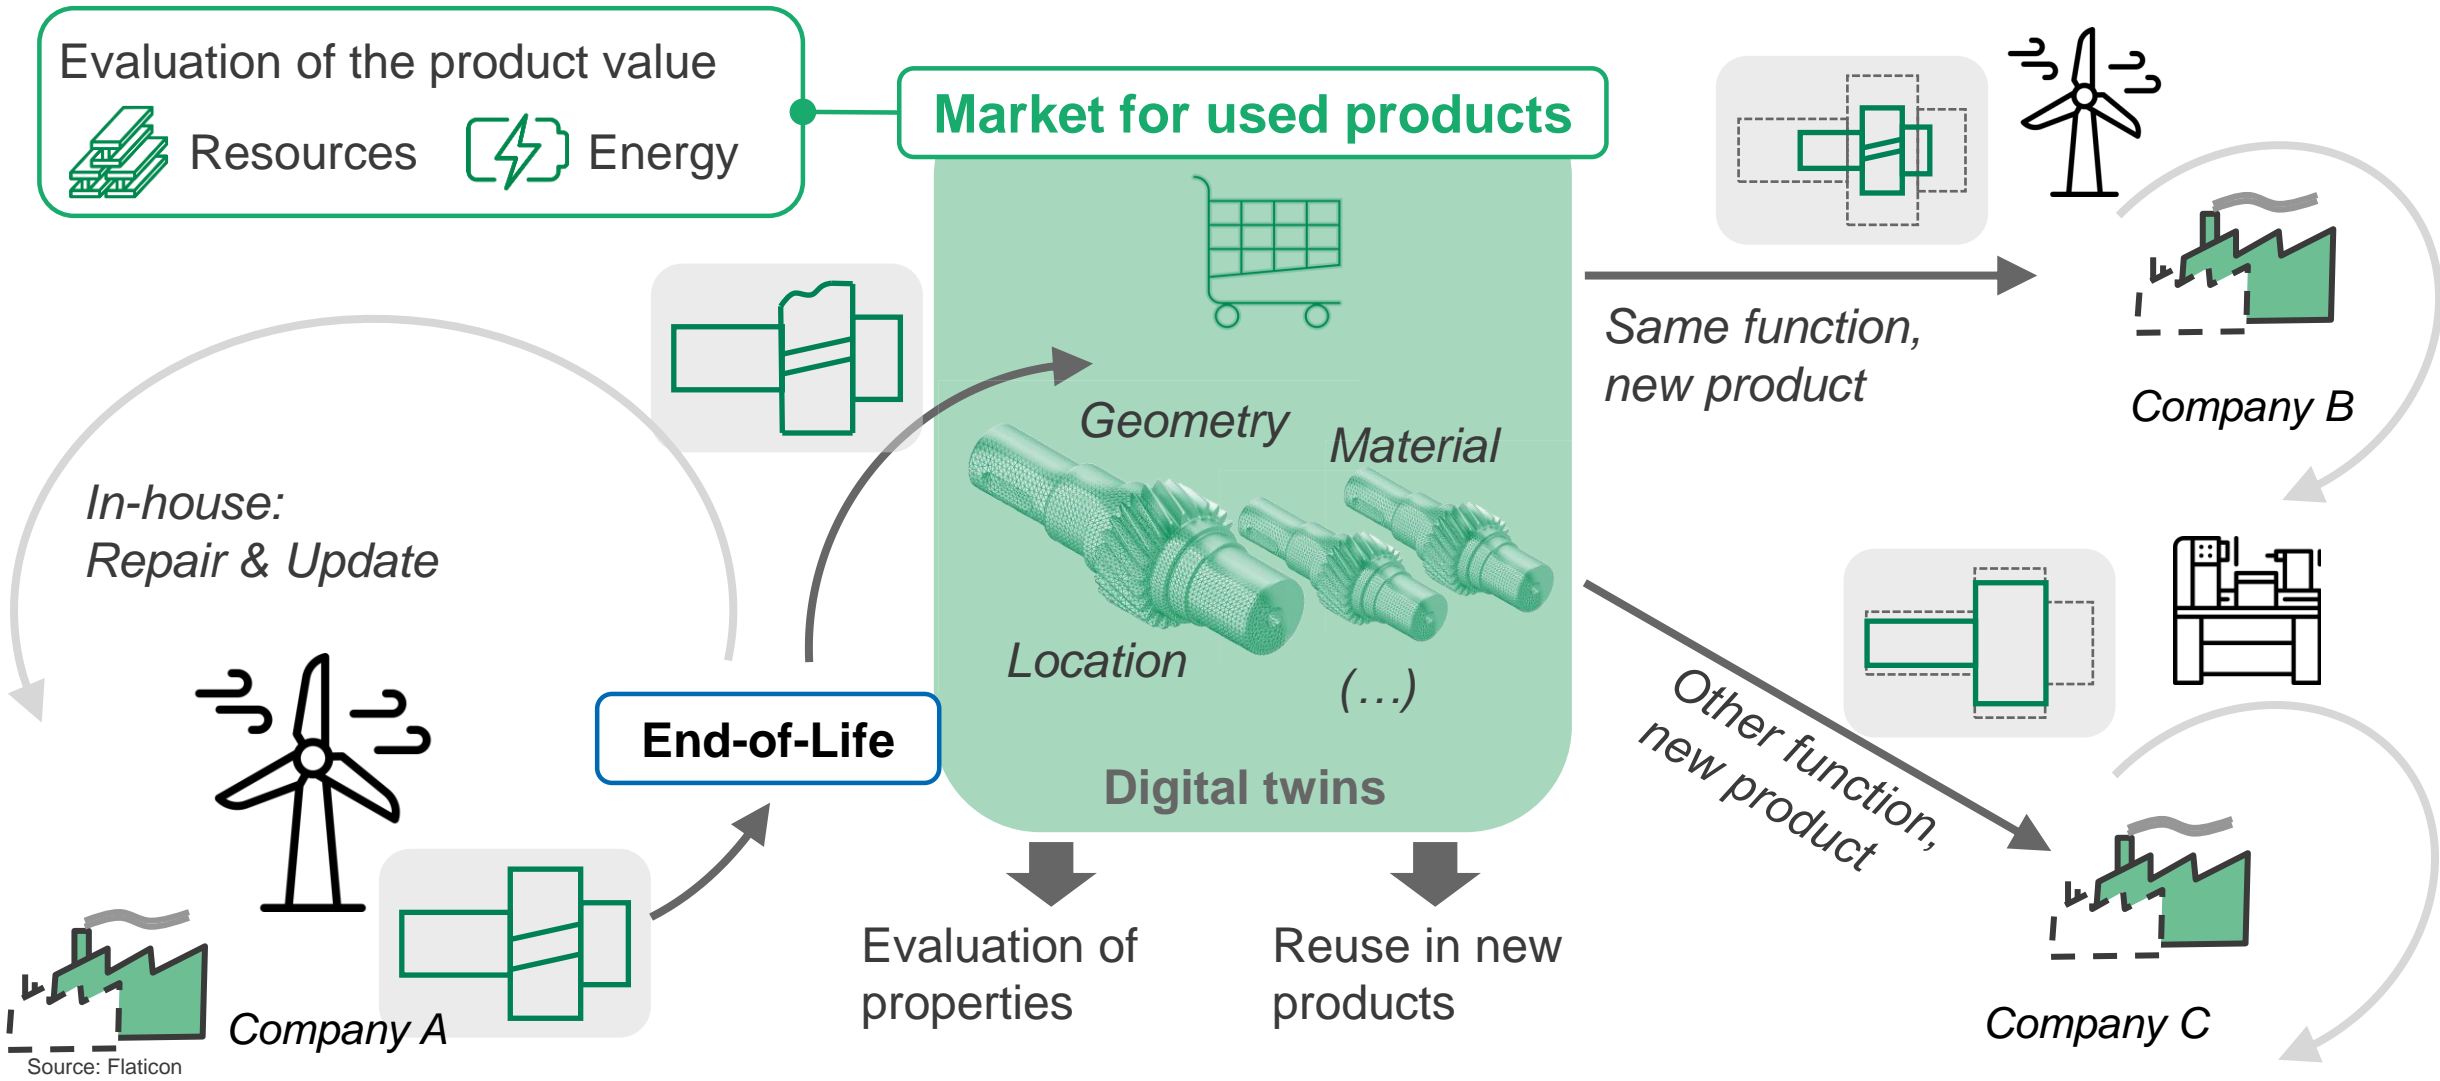 Evaluation of the product value
Resources
Energy
Market for used products
Geometry
Material
Location
(…)
Digital twins
Same function,
new product
Company B
In-house:
Repair & Update
End-of-Life
Other function,
new product
Evaluation of
properties
Reuse in new
products
Company A
Company C
Source: Flaticon